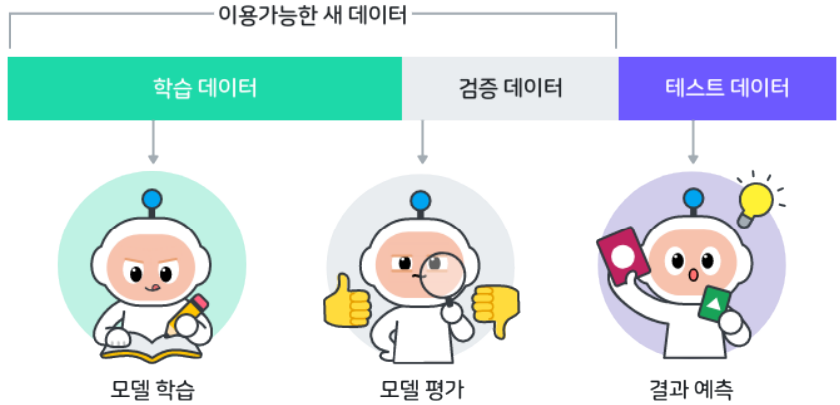 이용가능한 새 데이터
학습 데이터
검증 데이터
테스트 데이터
모델 학습
모델 평가
결과 예측